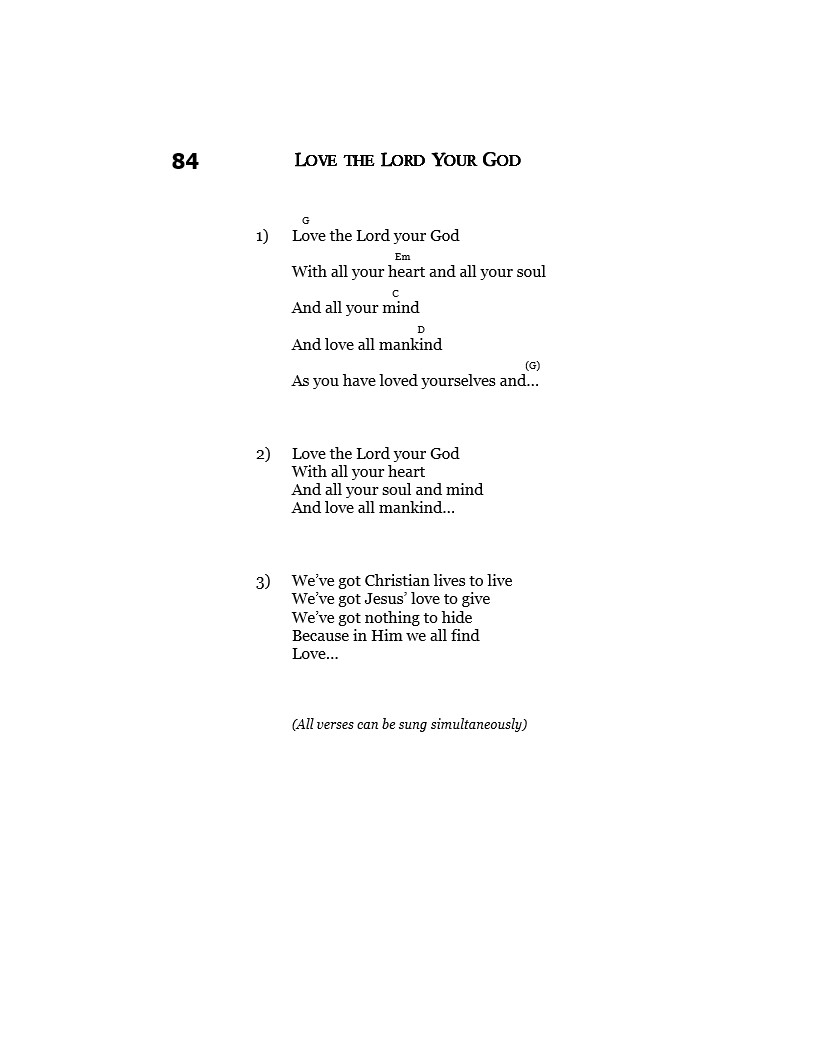 84 LOVE THE LORD YOUR GOD
G
1) Love the Lord your God
Em
With all your heart and all your soul
C
And all your mind
D
And love all mankind
(G)
As you have loved yourselves and...
2) Love the Lord your God
With all your heart
And all your soul and mind
And love all mankind...
3) We’ve got Christian lives to live
We’ve got Jesus’ love to give
We’ve got nothing to hide
Because in Him we all find
Love...
(All verses can be sung simultaneously)